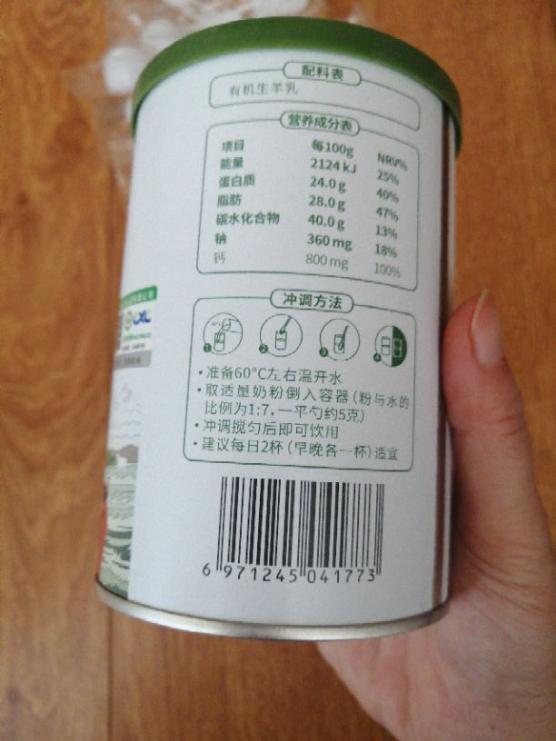 配料表
有机生羊乳
营养成分表
项目 每100g NRV%
能量 2124 kJ 25%
蛋白质 24.0 g 40%
脂肪 28.0 g 47%
碳水化合物 40.0 g 13%
钠 360 mg 18%
钙 800 mg 100%
冲调方法
1 2 3 4
•准备60°C左右温开水
•取适量奶粉倒入容器(粉与水的
比例为1:7,一平勺约5克)
•冲调搅匀后即可饮用
•建议每日2杯(早晚各一杯)适宜
6 971245 041773